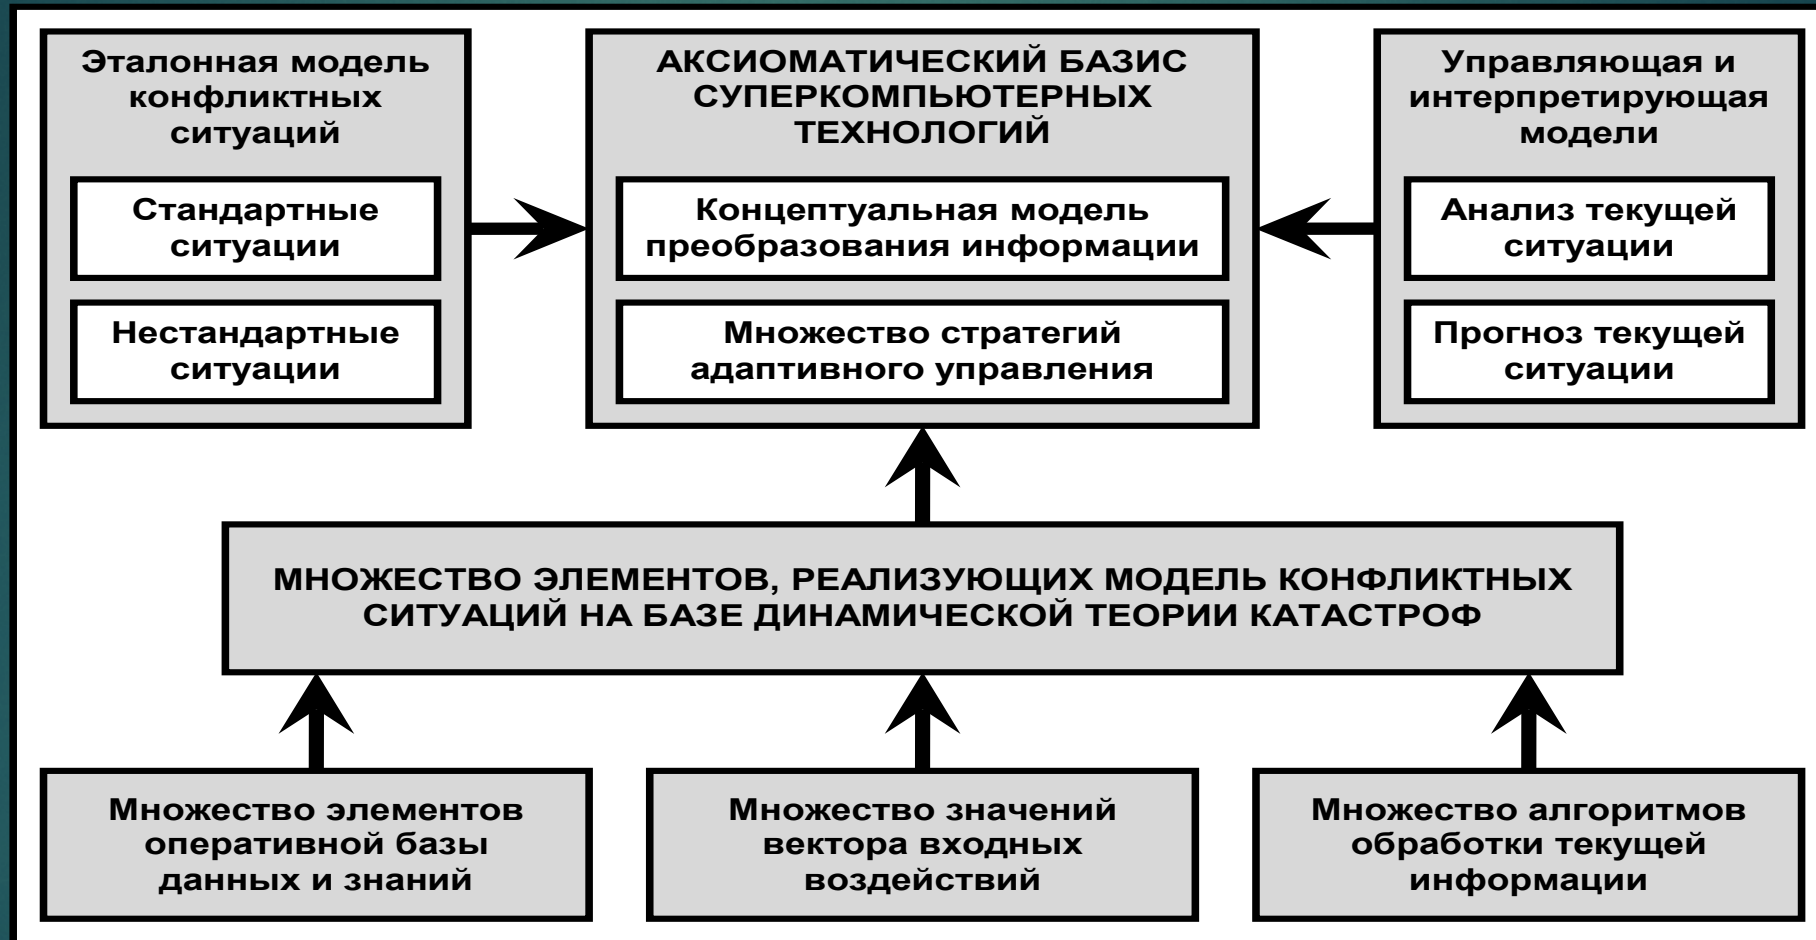 Эталонная модель
конфликтных
ситуаций
Стандартные
ситуации
Нестандартные
ситуации
АКСИОМАТИЧЕСКИЙ БАЗИС
СУПЕРКОМПЬЮТЕРНЫХ
ТЕХНОЛОГИЙ
Концептуальная модель
преобразования информации
Множество стратегий
адаптивного управления
Управляющая и
интерпретирующая
модели
Анализ текущей
ситуации
Прогноз текущей
ситуации
МНОЖЕСТВО ЭЛЕМЕНТОВ, РЕАЛИЗУЮЩИХ МОДЕЛЬ КОНФЛИКТНЫХ
СИТУАЦИЙ НА БАЗЕ ДИНАМИЧЕСКОЙ ТЕОРИИ КАТАСТРОФ
Множество элементов
оперативной базы
данных и знаний
Множество значений
вектора входных
воздействий
Множество алгоритмов
обработки текущей
информации